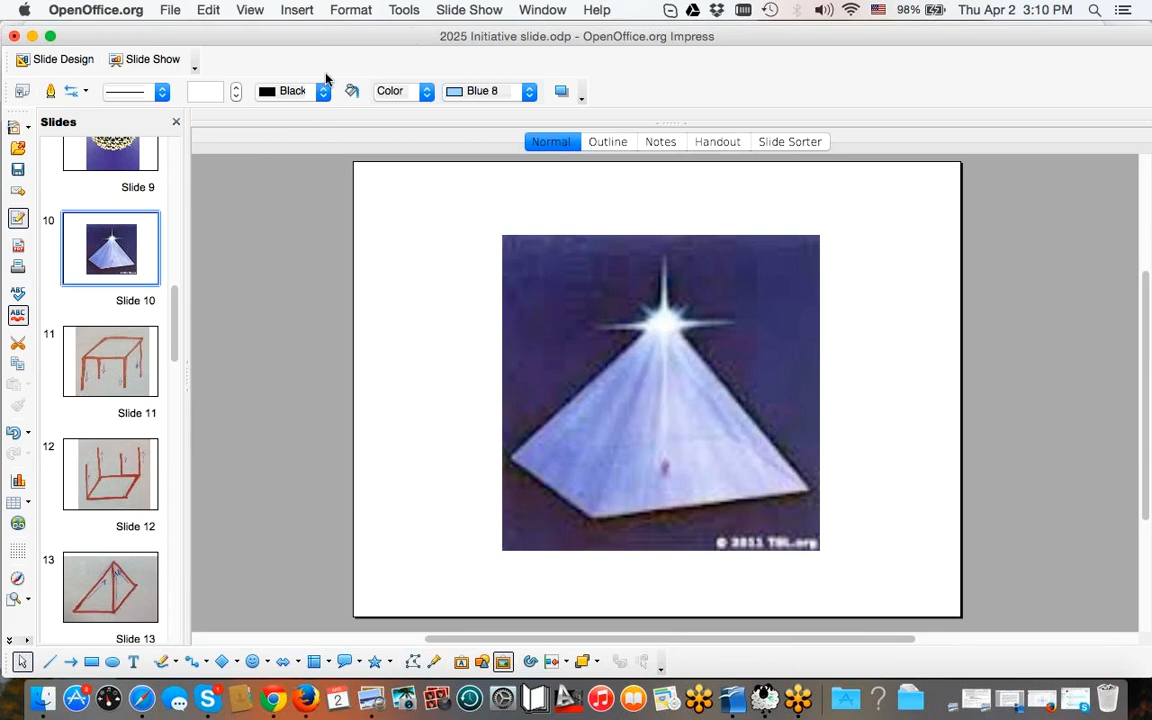 OpenOffice.org File Edit View Insert Format Tools Slide Show Window Help 98% Thu Apr 2 3:10 PM
2025 Initiative slide.odp - OpenOffice.org Impress
Slide Design Slide Show
Black Color Blue 8
Slides
Normal Outline Notes Handout Slide Sorter
Slide 9
10
Slide 10
11
Slide 11
12
Slide 12
13
Slide 13
© 2011 TBL.org
ABC
ABC
T
2
S